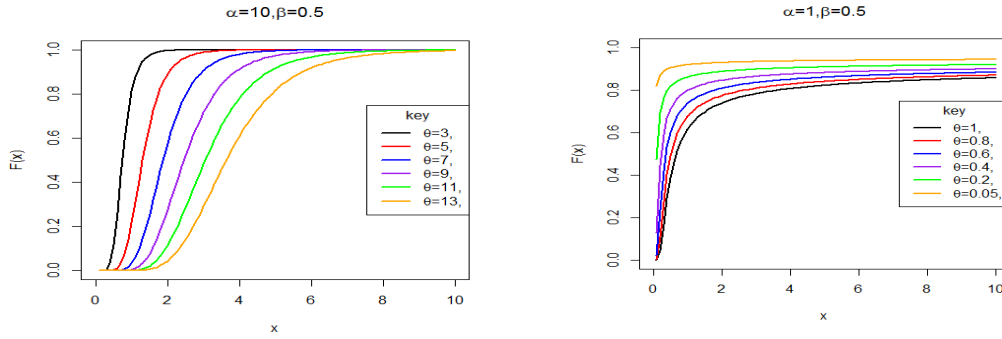 α=10,β=0.5
F(x)
1.0
0.8
0.6
0.4
0.2
0.0
key
θ=3,
θ=5,
θ=7,
θ=9,
θ=11,
θ=13,
0 2 4 6 8 10
x
α=1,β=0.5
F(x)
1.0
0.8
0.6
0.4
0.2
0.0
key
θ=1,
θ=0.8,
θ=0.6,
θ=0.4,
θ=0.2,
θ=0.05,
0 2 4 6 8 10
x